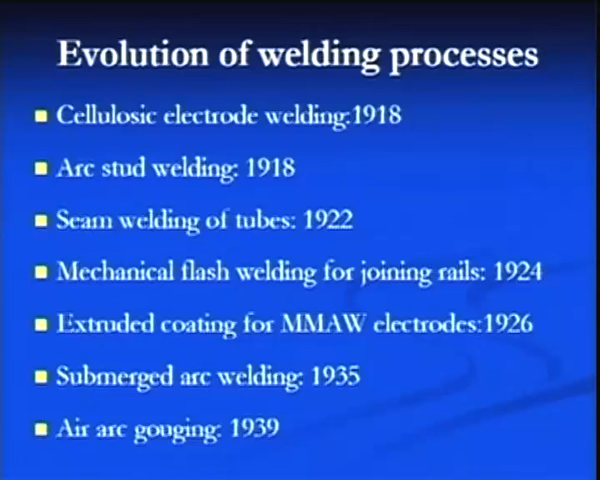 Evolution of welding processes
Cellulosic electrode welding:1918
Arc stud welding: 1918
Seam welding of tubes: 1922
Mechanical flash welding for joining rails: 1924
Extruded coating for MMAW electrodes:1926
Submerged arc welding: 1935
Air arc gouging: 1939